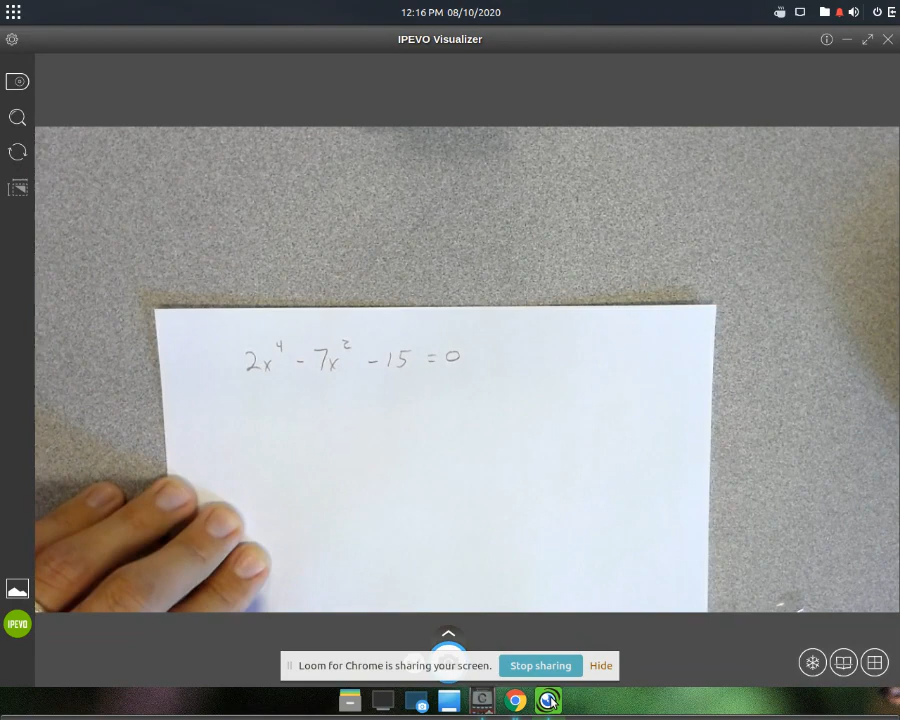 12:16 PM 08/10/2020
IPEVO Visualizer
2x⁴ - 7x² - 15 = 0
IPEVO
Loom for Chrome is sharing your screen. Stop sharing Hide